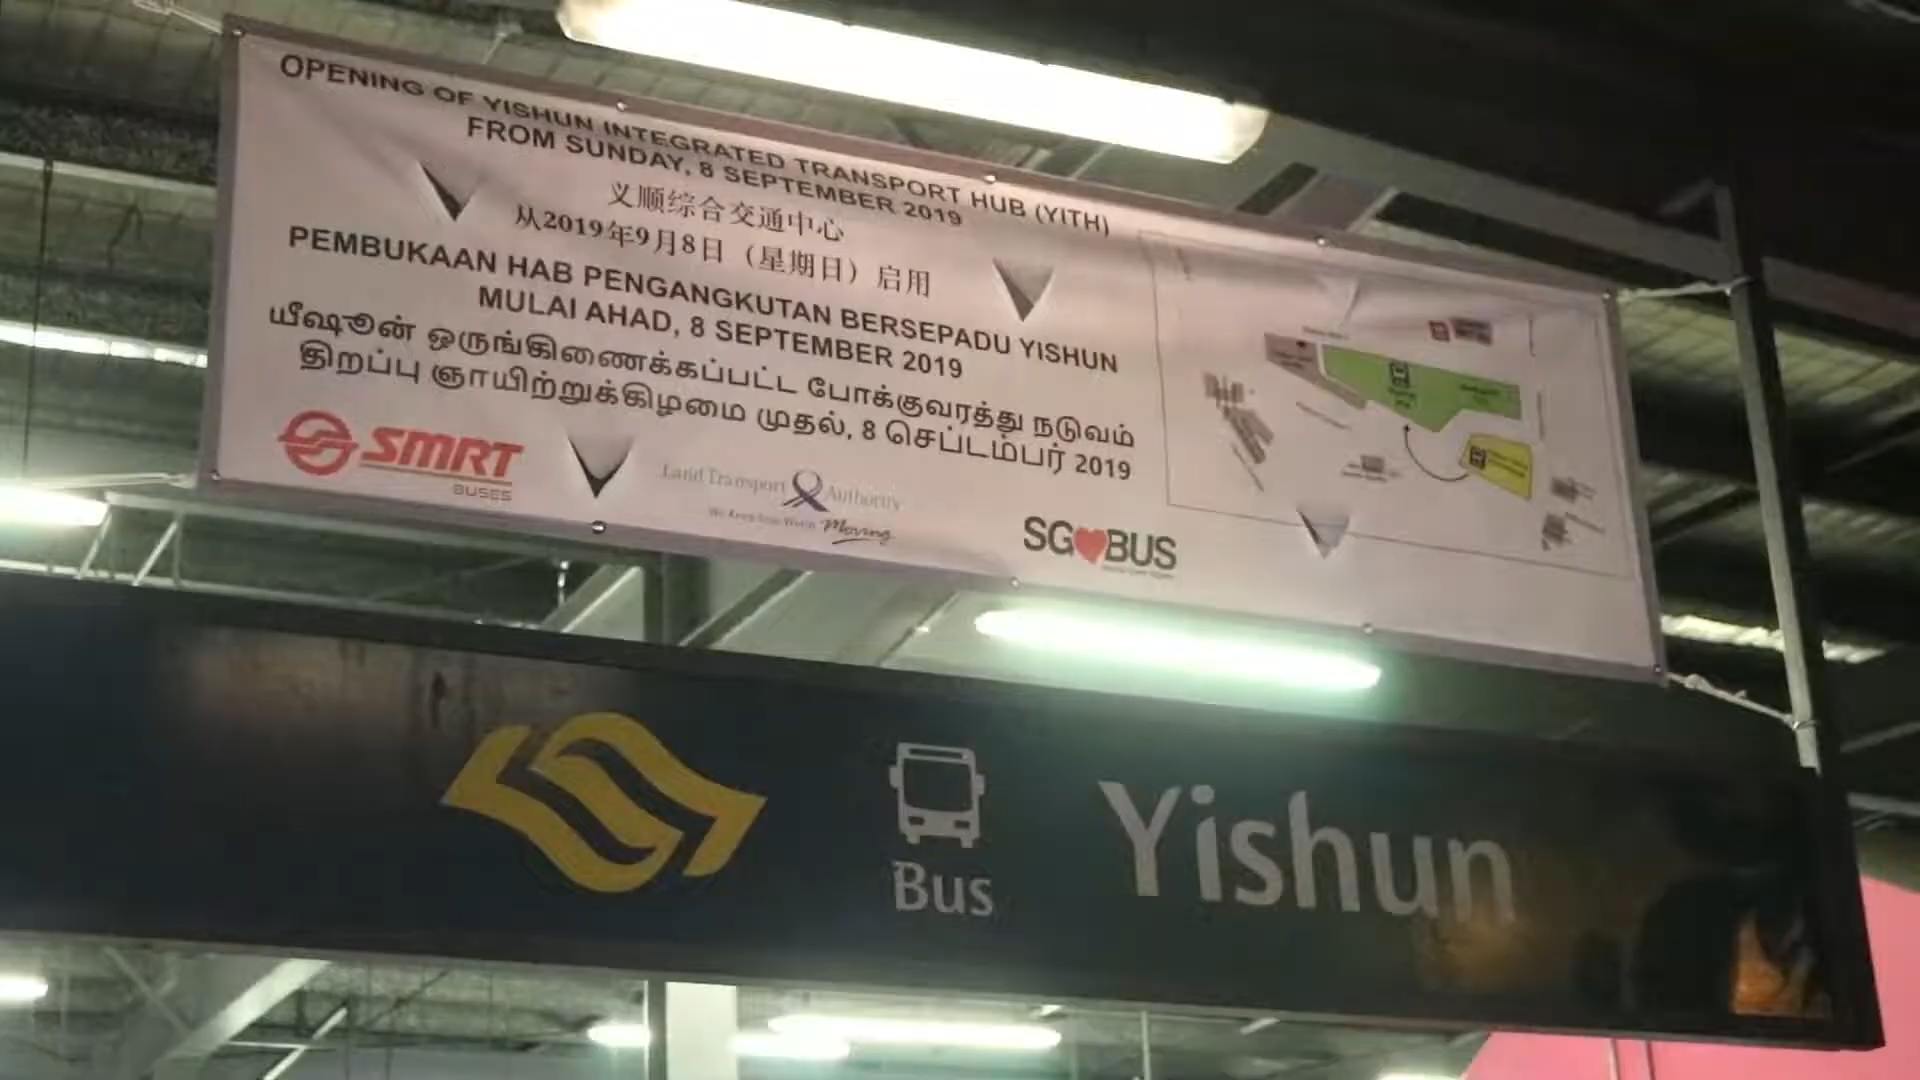 OPENING OF YISHUN INTEGRATED TRANSPORT HUB (YITH)
FROM SUNDAY, 8 SEPTEMBER 2019
义顺综合交通中心
从2019年9月8日（星期日）启用
PEMBUKAAN HAB PENGANGKUTAN BERSEPADU YISHUN
MULAI AHAD, 8 SEPTEMBER 2019
யீஷூன் ஒருங்கிணைக்கப்பட்ட போக்குவரத்து நடுவம்
திறப்பு ஞாயிற்றுக்கிழமை முதல், 8 செப்டம்பர் 2019
SMRT
BUSES
Land Transport Authority
We Keep Your World Moving
SG BUS
Bus
Yishun